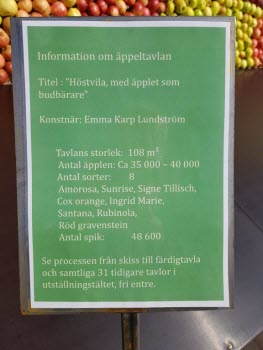 Information om äppeltavlan
Titel : "Höstvila, med äpplet som
budbärare"
Konstnär: Emma Karp Lundström
Tavlans storlek: 108 m²
Antal äpplen: Ca 35 000 – 40 000
Antal sorter: 8
Amorosa, Sunrise, Signe Tillisch,
Cox orange, Ingrid Marie,
Santana, Rubinola,
Röd gravenstein
Antal spik: 48 600
Se processen från skiss till färdigtavla
och samtliga 31 tidigare tavlor i
utställningstältet, fri entre.